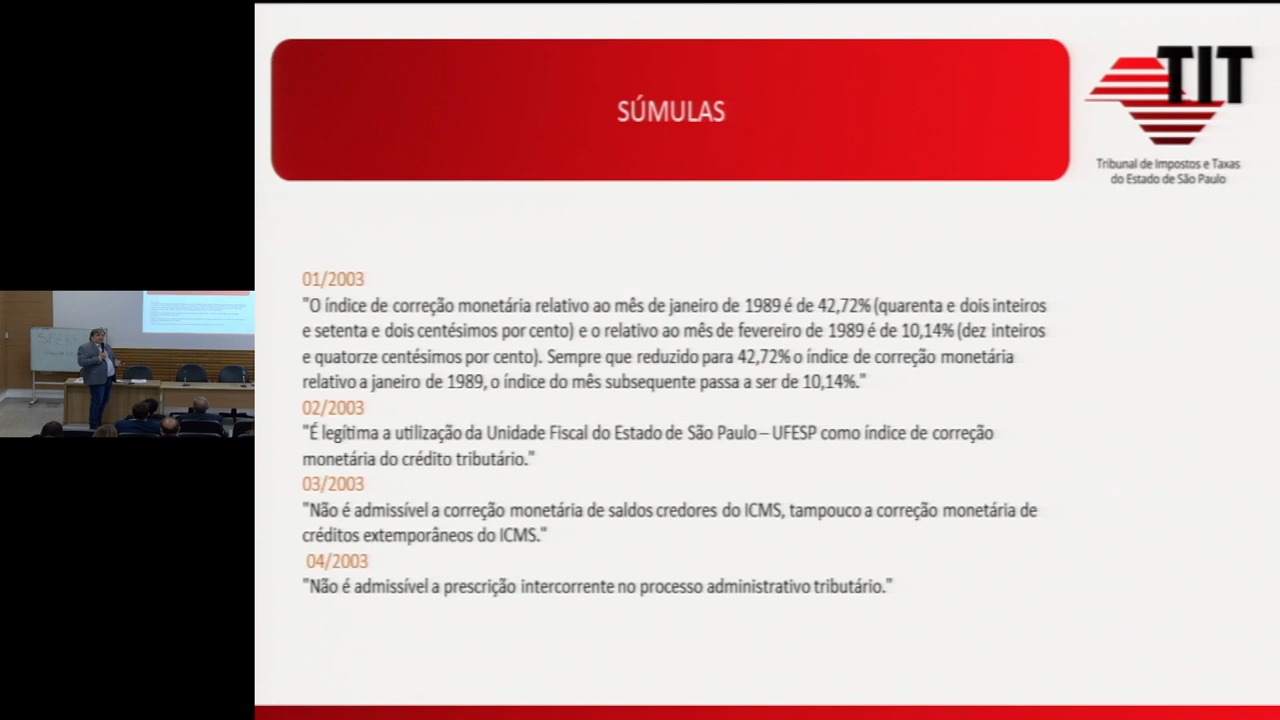 SÚMULAS
TIT
Tribunal de Impostos e Taxas
do Estado de São Paulo
01/2003
"O índice de correção monetária relativo ao mês de janeiro de 1989 é de 42,72% (quarenta e dois inteiros
e setenta e dois centésimos por cento) e o relativo ao mês de fevereiro de 1989 é de 10,14% (dez inteiros
e quatorze centésimos por cento). Sempre que reduzido para 42,72% o índice de correção monetária
relativo a janeiro de 1989, o índice do mês subsequente passa a ser de 10,14%."
02/2003
"É legítima a utilização da Unidade Fiscal do Estado de São Paulo – UFESP como índice de correção
monetária do crédito tributário."
03/2003
"Não é admissível a correção monetária de saldos credores do ICMS, tampouco a correção monetária de
créditos extemporâneos do ICMS."
04/2003
"Não é admissível a prescrição intercorrente no processo administrativo tributário."